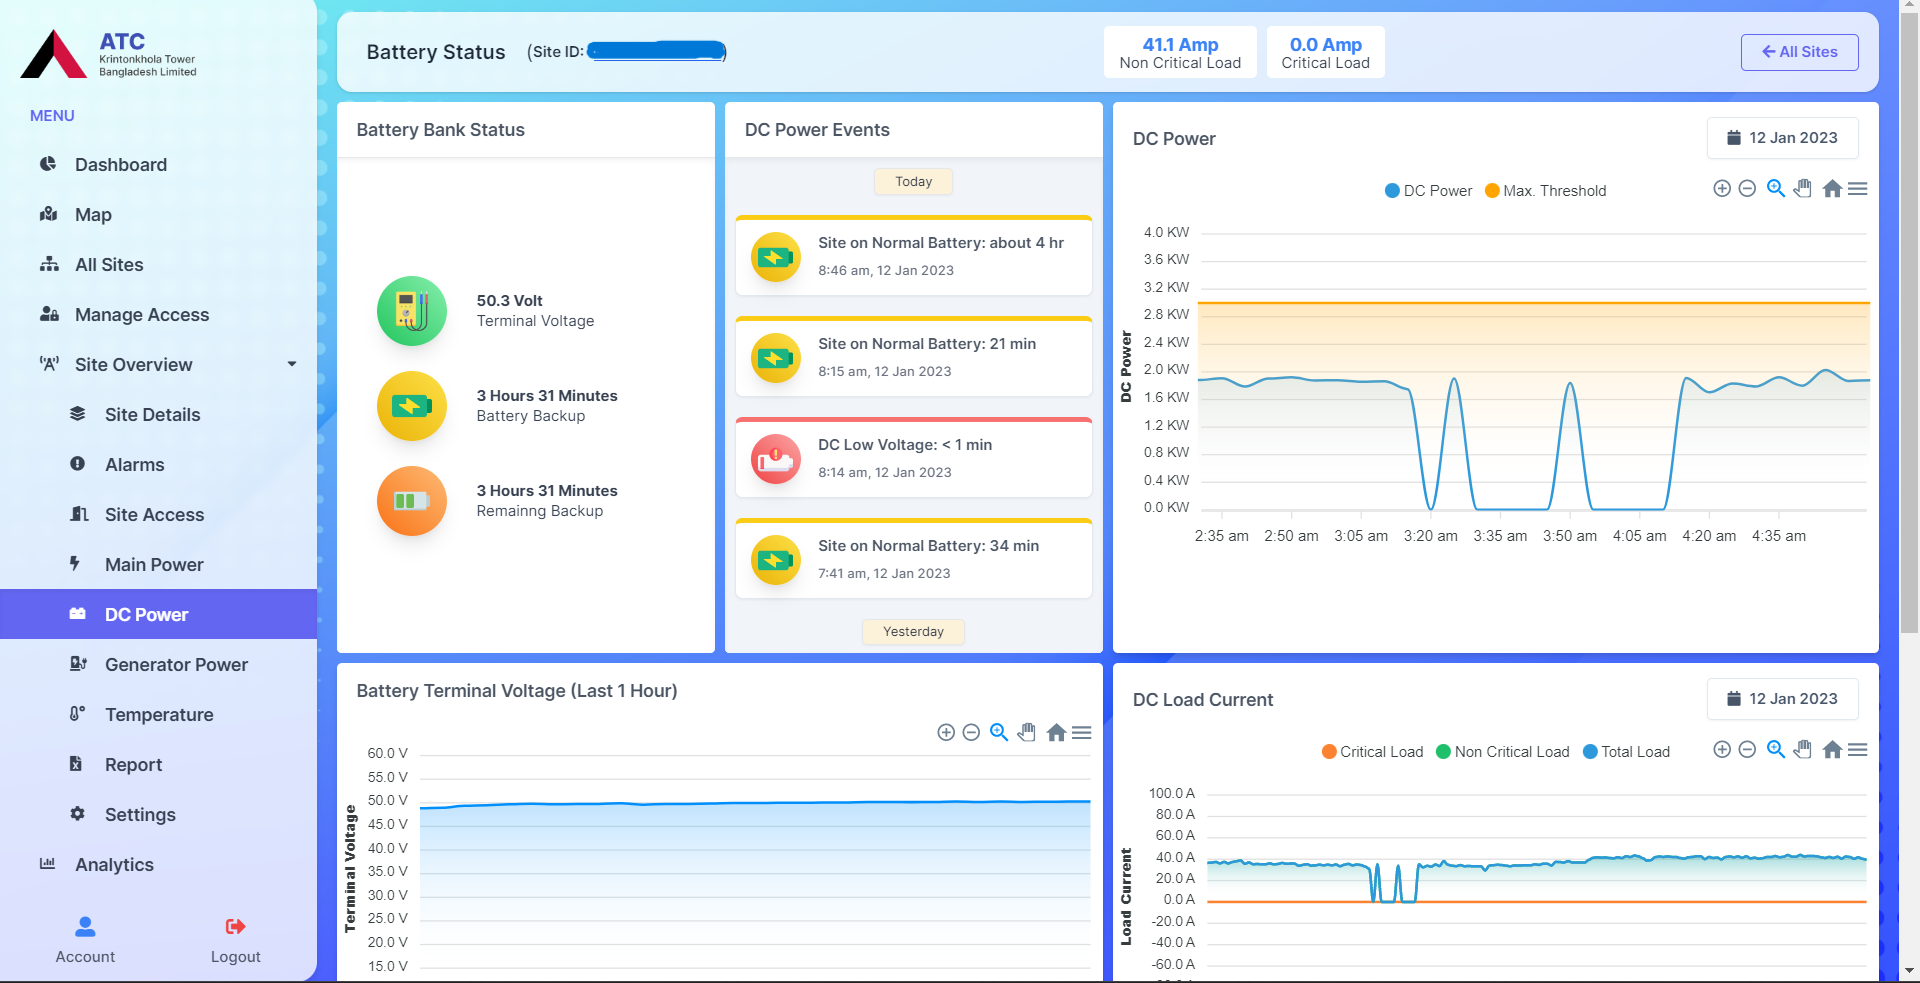 ATC
Krintonkhola Tower
Bangladesh Limited
MENU
Dashboard
Map
All Sites
Manage Access
Site Overview
Site Details
Alarms
Site Access
Main Power
DC Power
Generator Power
Temperature
Report
Settings
Analytics
Account
Logout
Battery Status (Site ID: )
41.1 Amp
Non Critical Load
0.0 Amp
Critical Load
All Sites
Battery Bank Status
50.3 Volt
Terminal Voltage
3 Hours 31 Minutes
Battery Backup
3 Hours 31 Minutes
Remainng Backup
DC Power Events
Today
Site on Normal Battery: about 4 hr
8:46 am, 12 Jan 2023
Site on Normal Battery: 21 min
8:15 am, 12 Jan 2023
DC Low Voltage: < 1 min
8:14 am, 12 Jan 2023
Site on Normal Battery: 34 min
7:41 am, 12 Jan 2023
Yesterday
DC Power
12 Jan 2023
DC Power Max. Threshold
DC Power
4.0 KW
3.6 KW
3.2 KW
2.8 KW
2.4 KW
2.0 KW
1.6 KW
1.2 KW
0.8 KW
0.4 KW
0.0 KW
2:35 am 2:50 am 3:05 am 3:20 am 3:35 am 3:50 am 4:05 am 4:20 am 4:35 am
Battery Terminal Voltage (Last 1 Hour)
Terminal Voltage
60.0 V
55.0 V
50.0 V
45.0 V
40.0 V
35.0 V
30.0 V
25.0 V
20.0 V
15.0 V
DC Load Current
12 Jan 2023
Critical Load Non Critical Load Total Load
Load Current
100.0 A
80.0 A
60.0 A
40.0 A
20.0 A
0.0 A
-20.0 A
-40.0 A
-60.0 A